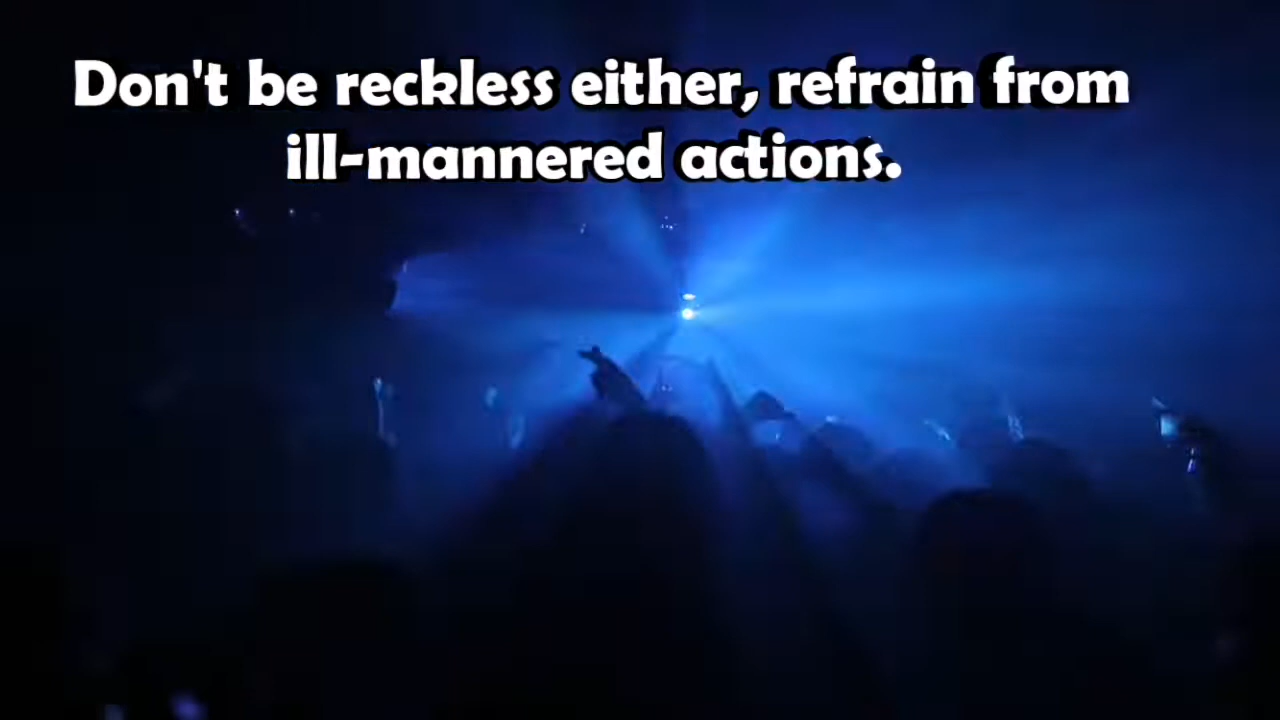 Don't be reckless either, refrain from
ill-mannered actions.